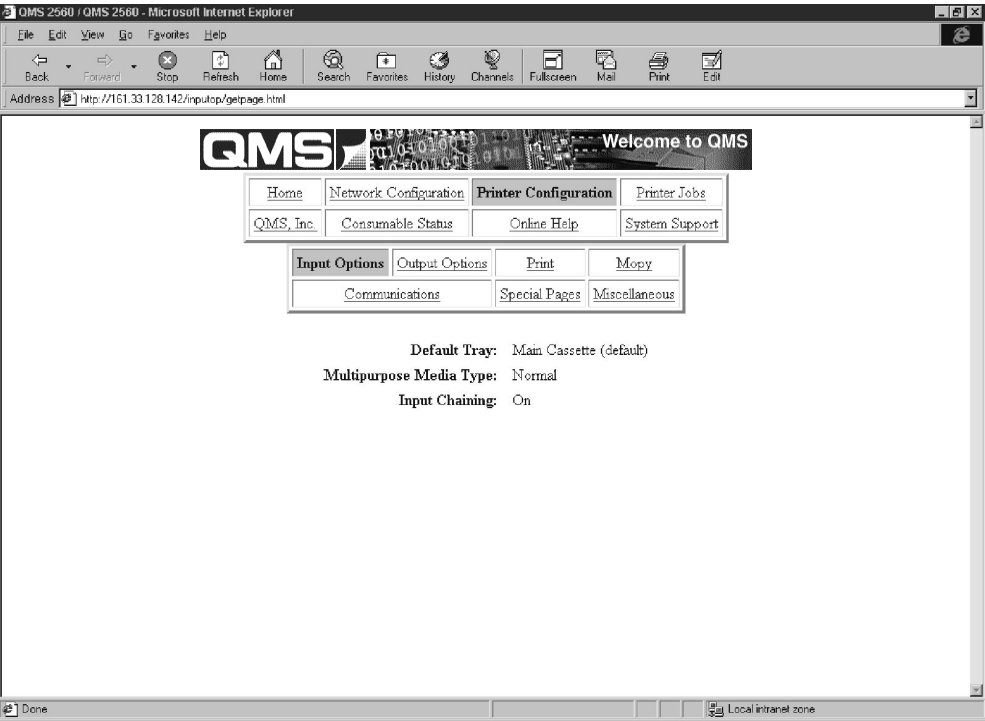 QMS 2560 / QMS 2560 - Microsoft Internet Explorer
File Edit View Go Favorites Help
Back Forward Stop Refresh Home Search Favorites History Channels Fullscreen Mail Print Edit
Address http://161.33.128.142/inputop/getpage.html
QMS Welcome to QMS
Home Network Configuration Printer Configuration Printer Jobs
QMS, Inc. Consumable Status Online Help System Support
Input Options Output Options Print Mopy
Communications Special Pages Miscellaneous
Default Tray: Main Cassette (default)
Multipurpose Media Type: Normal
Input Chaining: On
Done Local intranet zone